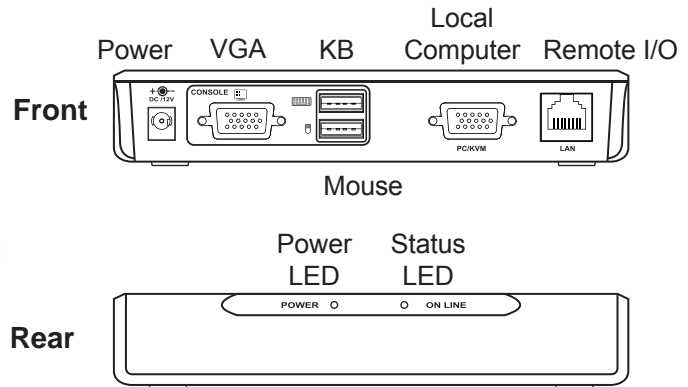 Local
Power VGA KB Computer Remote I/O
Front
DC /12V
CONSOLE
PC/KVM
LAN
Mouse
Power Status
LED LED
POWER ON LINE
Rear